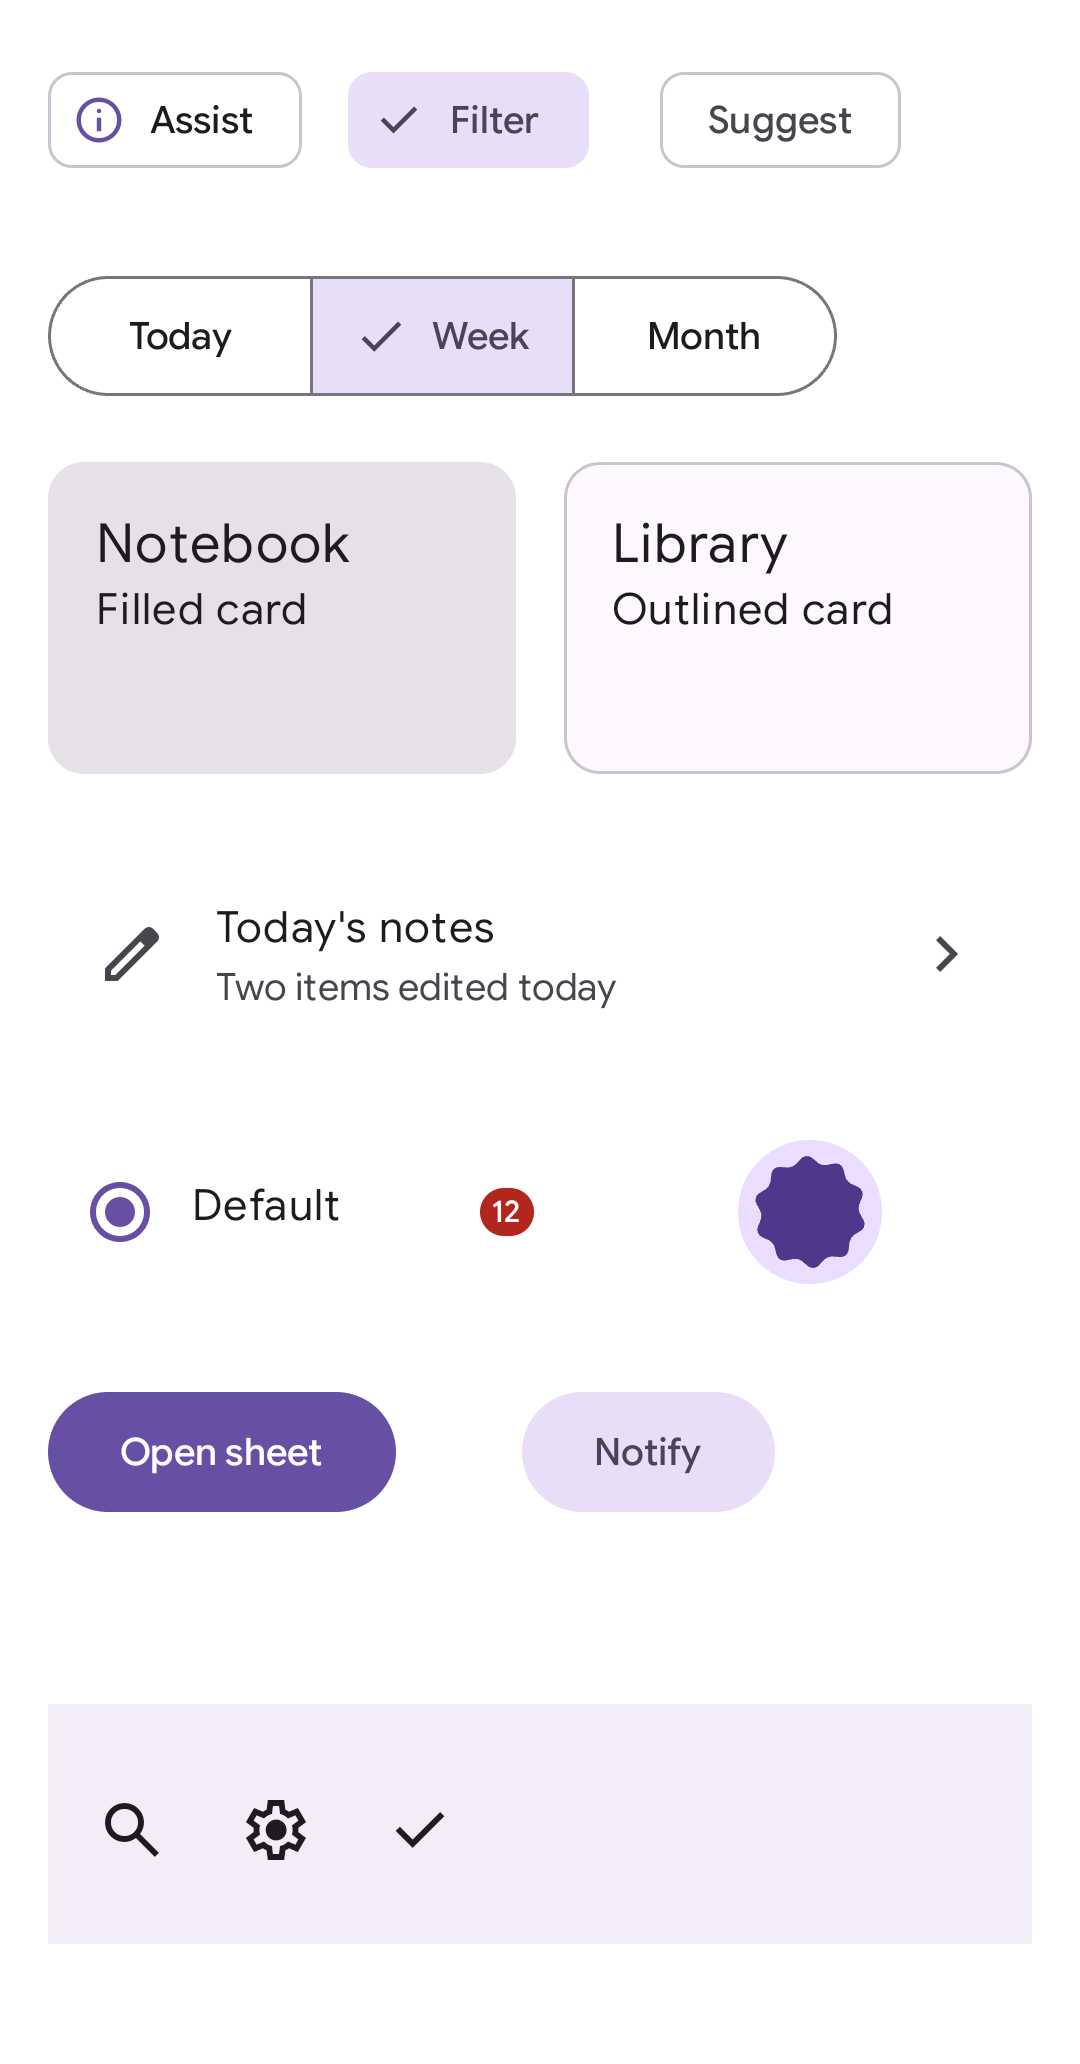 Assist
Filter
Suggest
Today
Week
Month
Notebook
Filled card
Library
Outlined card
Today's notes
Two items edited today
Default
12
Open sheet
Notify